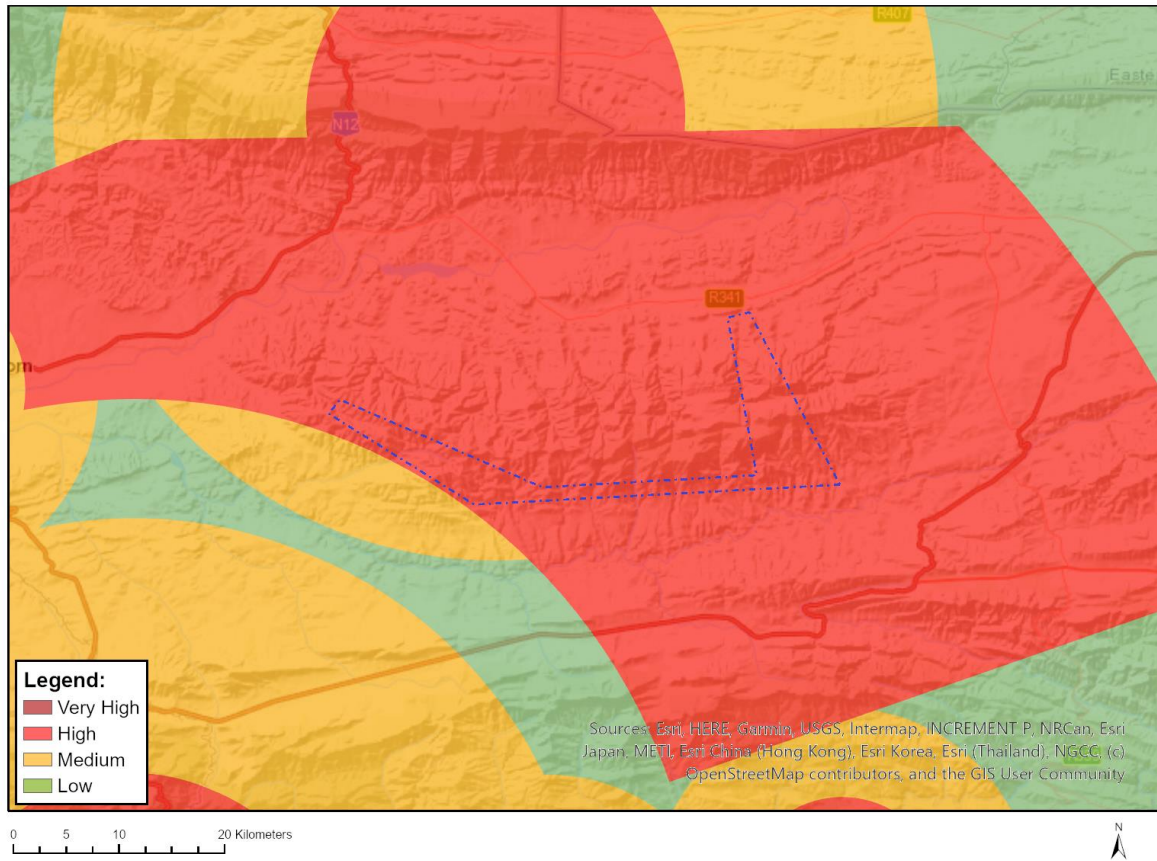 R407
Easte
N12
R341
om
Legend:
Very High
High
Medium
Low
Sources: Esri, HERE, Garmin, USGS, Intermap, INCREMENT P, NRCan, Esri
Japan, METI, Esri China (Hong Kong), Esri Korea, Esri (Thailand), NGCC, (c)
OpenStreetMap contributors, and the GIS User Community
0 5 10 20 Kilometers
N